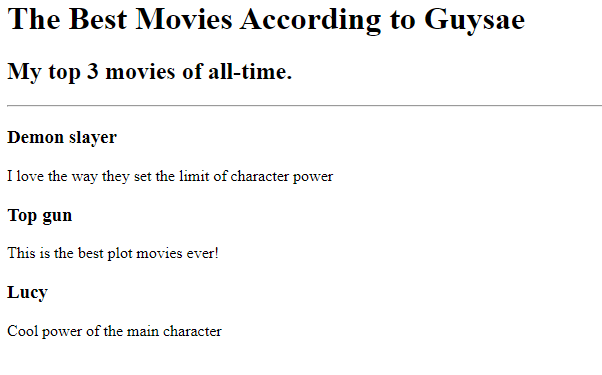 The Best Movies According to Guysae
My top 3 movies of all-time.
Demon slayer
I love the way they set the limit of character power
Top gun
This is the best plot movies ever!
Lucy
Cool power of the main character